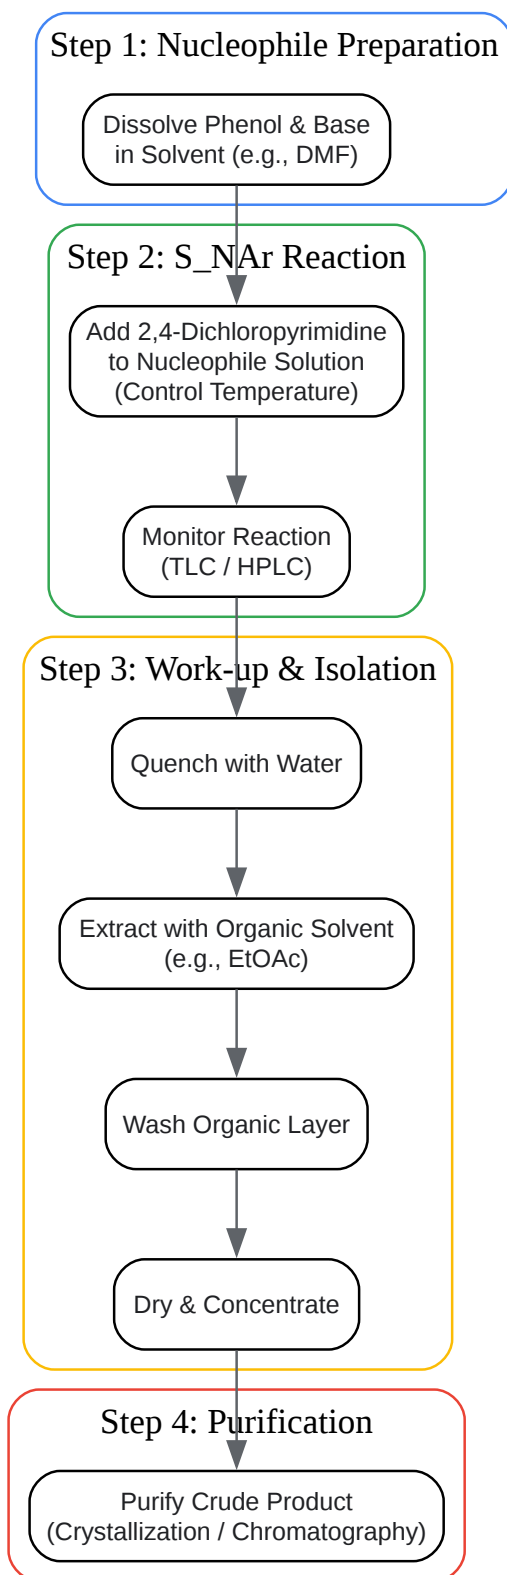 Step 1: Nucleophile Preparation
Dissolve Phenol & Base
in Solvent (e.g., DMF)
Step 2: S_NAr Reaction
Add 2,4-Dichloropyrimidine
to Nucleophile Solution
(Control Temperature)
Monitor Reaction
(TLC / HPLC)
Step 3: Work-up & Isolation
Quench with Water
Extract with Organic Solvent
(e.g., EtOAc)
Wash Organic Layer
Dry & Concentrate
Step 4: Purification
Purify Crude Product
(Crystallization / Chromatography)